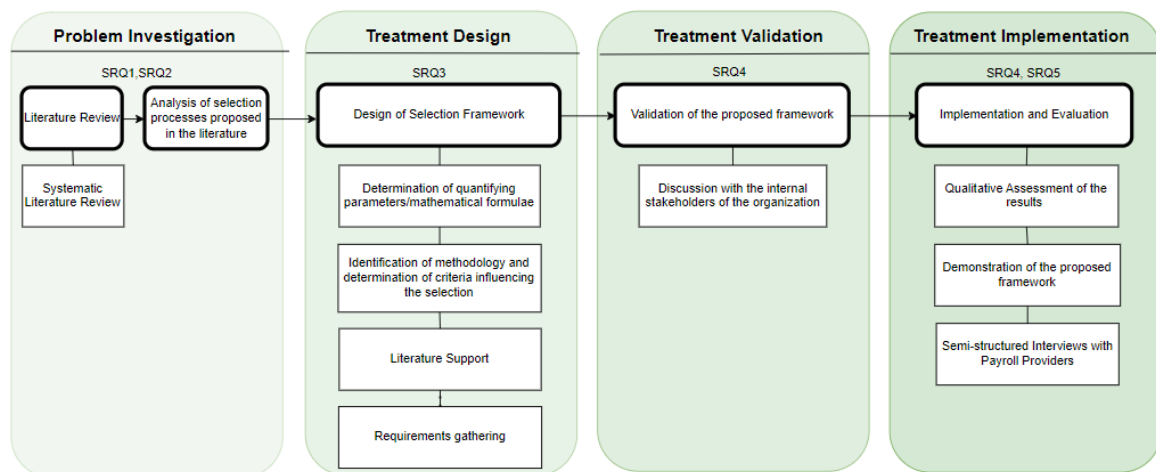 Problem Investigation
SRQ1,SRQ2
Literature Review
Analysis of selection
processes proposed
in the literature
Systematic
Literature Review
Treatment Design
SRQ3
Design of Selection Framework
Determination of quantifying
parameters/mathematical formulae
Identification of methodology and
determination of criteria influencing
the selection
Literature Support
Requirements gathering
Treatment Validation
SRQ4
Validation of the proposed framework
Discussion with the internal
stakeholders of the organization
Treatment Implementation
SRQ4, SRQ5
Implementation and Evaluation
Qualitative Assessment of the
results
Demonstration of the proposed
framework
Semi-structured Interviews with
Payroll Providers